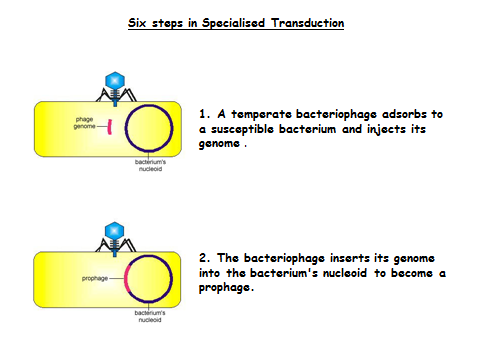 Six steps in Specialised Transduction
phage
genome
bacterium's
nucleoid
1. A temperate bacteriophage adsorbs to
a susceptible bacterium and injects its
genome .
prophage
bacterium's
nucleoid
2. The bacteriophage inserts its genome
into the bacterium's nucleoid to become a
prophage.